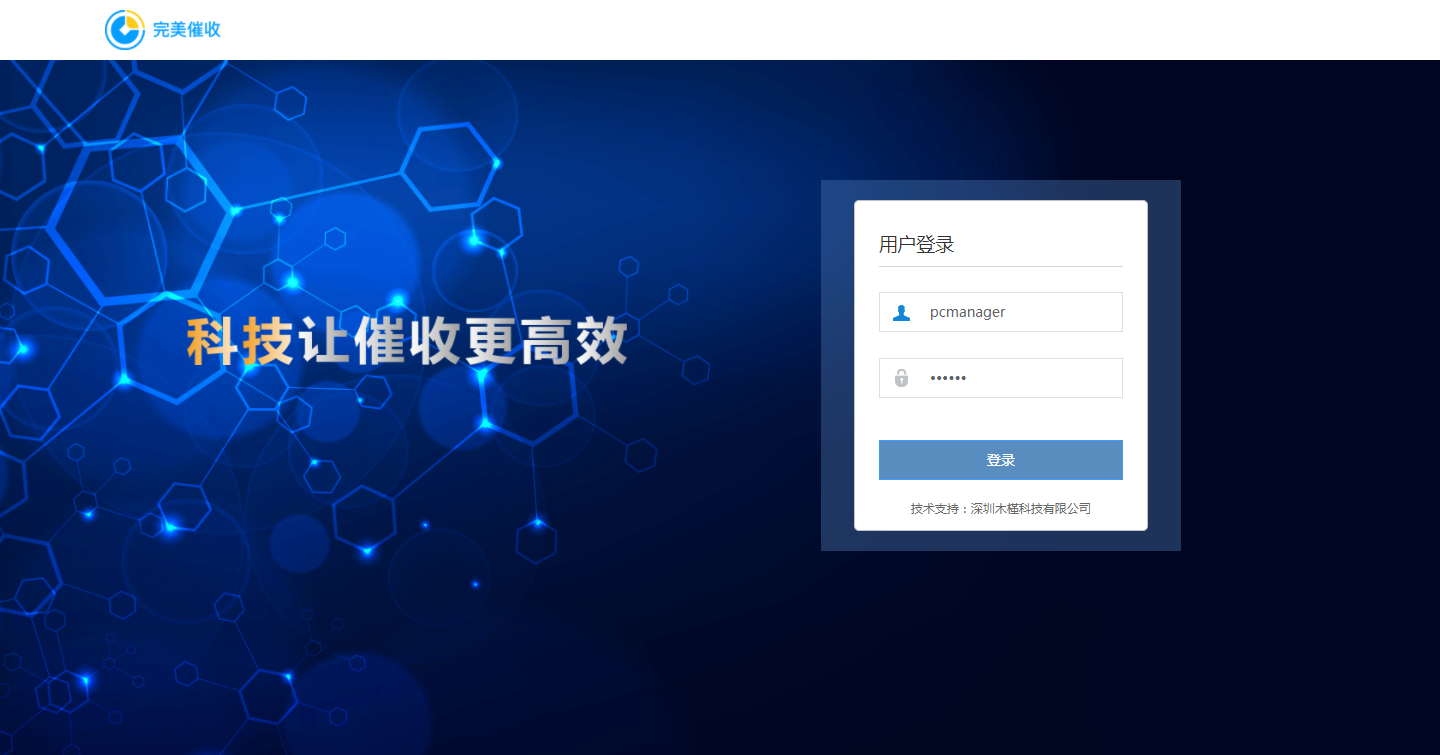 完美催收
科技让催收更高效
用户登录
pcmanager
••••••
登录
技术支持：深圳木槿科技有限公司